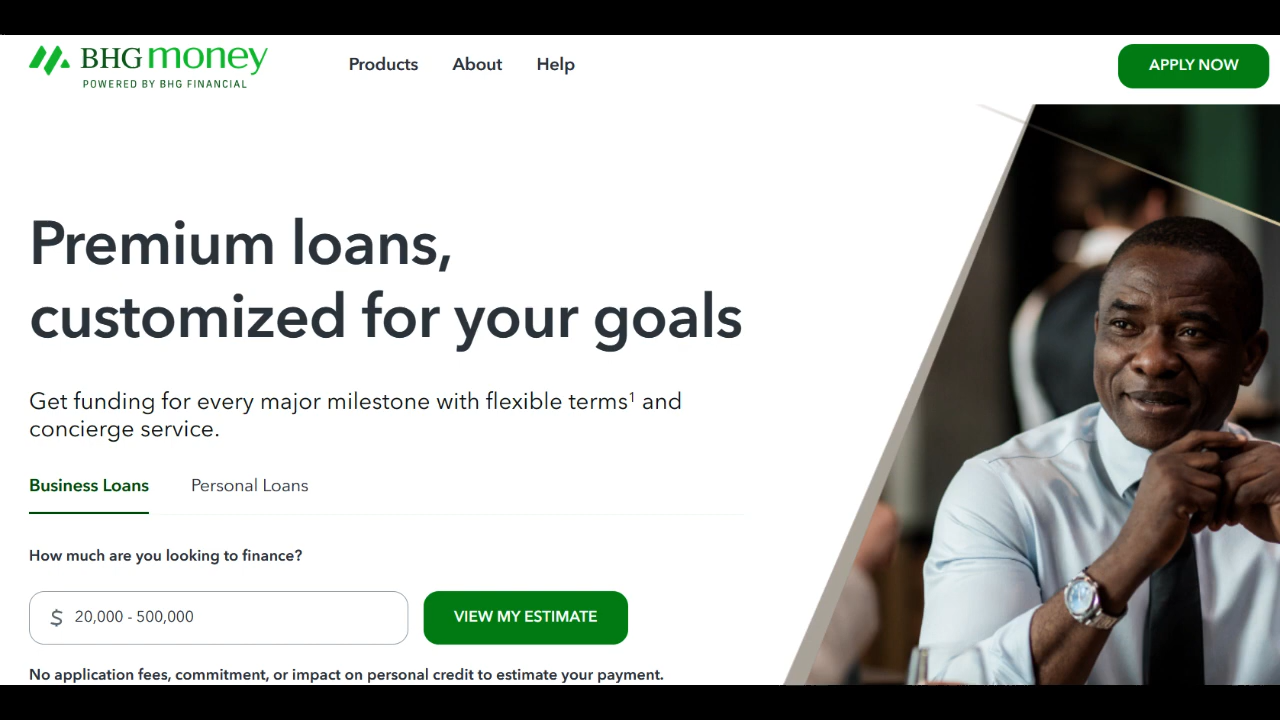 BHG money
POWERED BY BHG FINANCIAL
Products
About
Help
APPLY NOW
Premium loans,
customized for your goals
Get funding for every major milestone with flexible terms¹ and
concierge service.
Business Loans
Personal Loans
How much are you looking to finance?
$ 20,000 - 500,000
VIEW MY ESTIMATE
No application fees, commitment, or impact on personal credit to estimate your payment.